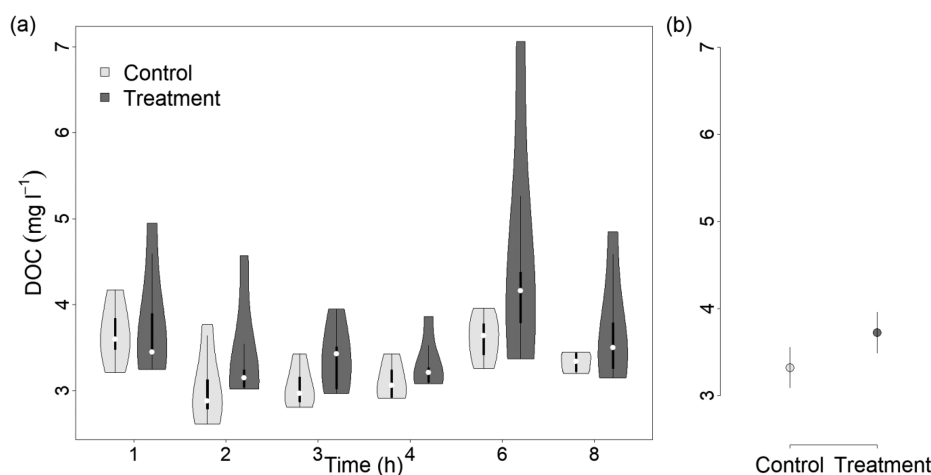 (a)
DOC (mg l⁻¹)
7
6
5
4
3
Control
Treatment
1 2 3 4 6 8
Time (h)
(b)
7
6
5
4
3
Control Treatment